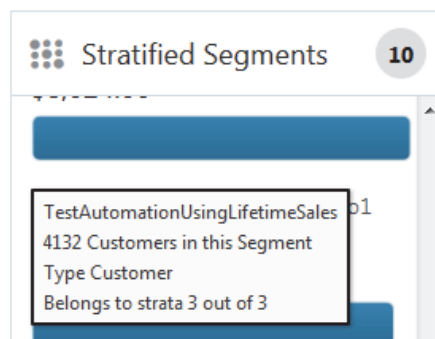 Stratified Segments 10
TestAutomationUsingLifetimeSales
4132 Customers in this Segment
Type Customer
Belongs to strata 3 out of 3